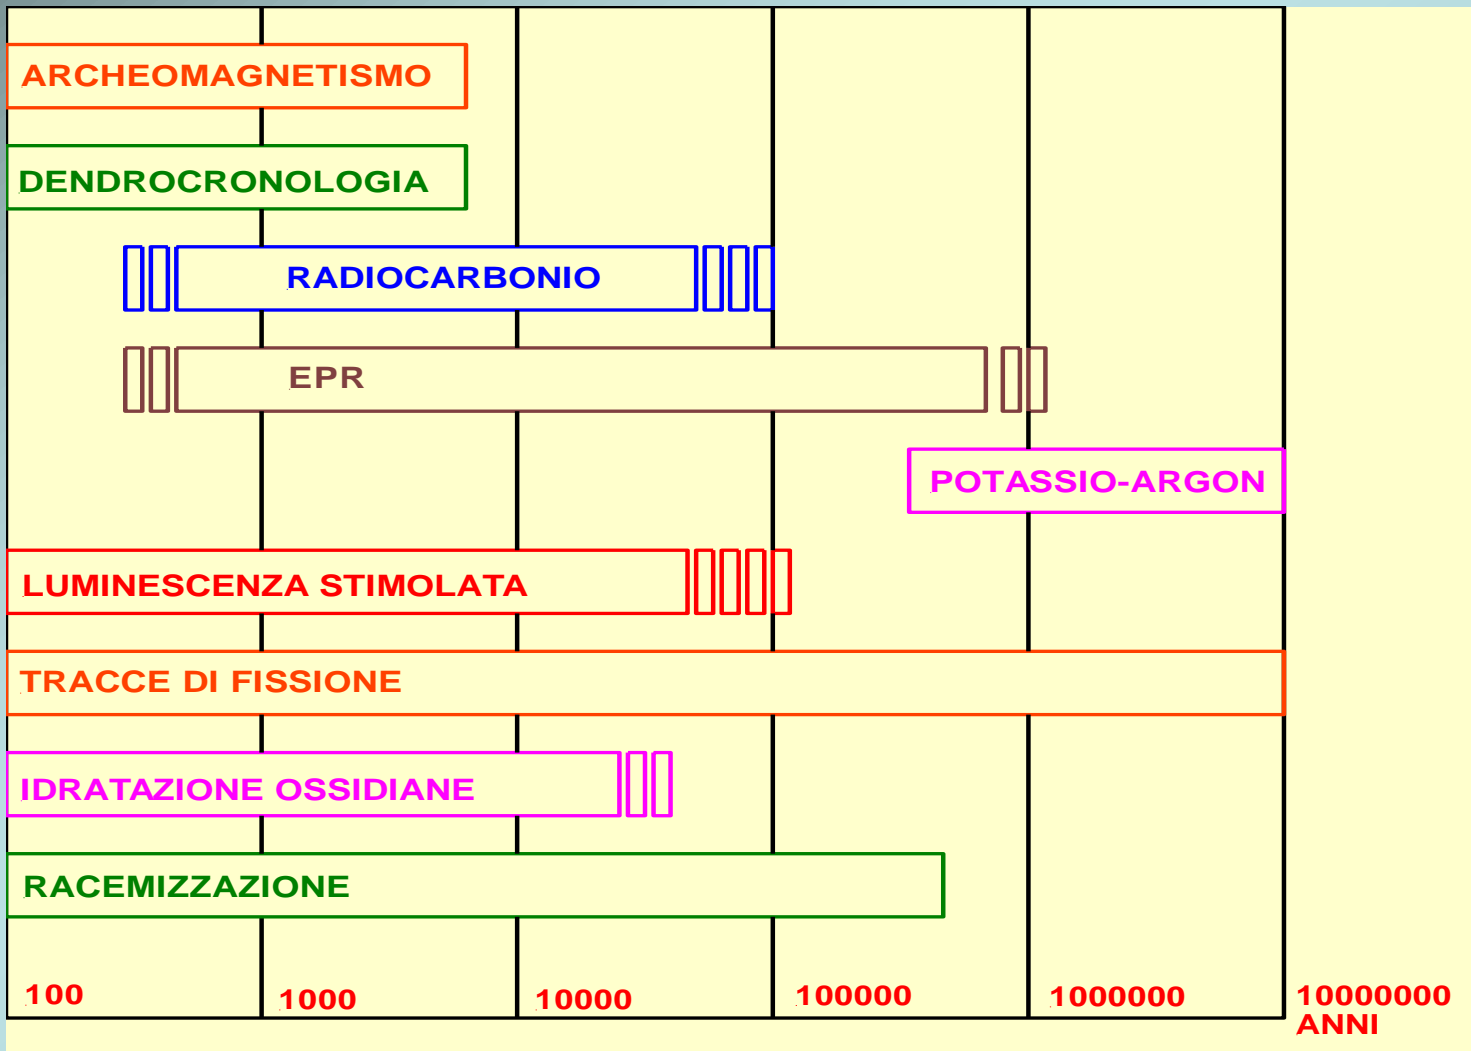 ARCHEOMAGNETISMO
DENDROCRONOLOGIA
RADIOCARBONIO
EPR
POTASSIO-ARGON
LUMINESCENZA STIMOLATA
TRACCE DI FISSIONE
IDRATAZIONE OSSIDIANE
RACEMIZZAZIONE
100 1000 10000 100000 1000000 10000000
ANNI